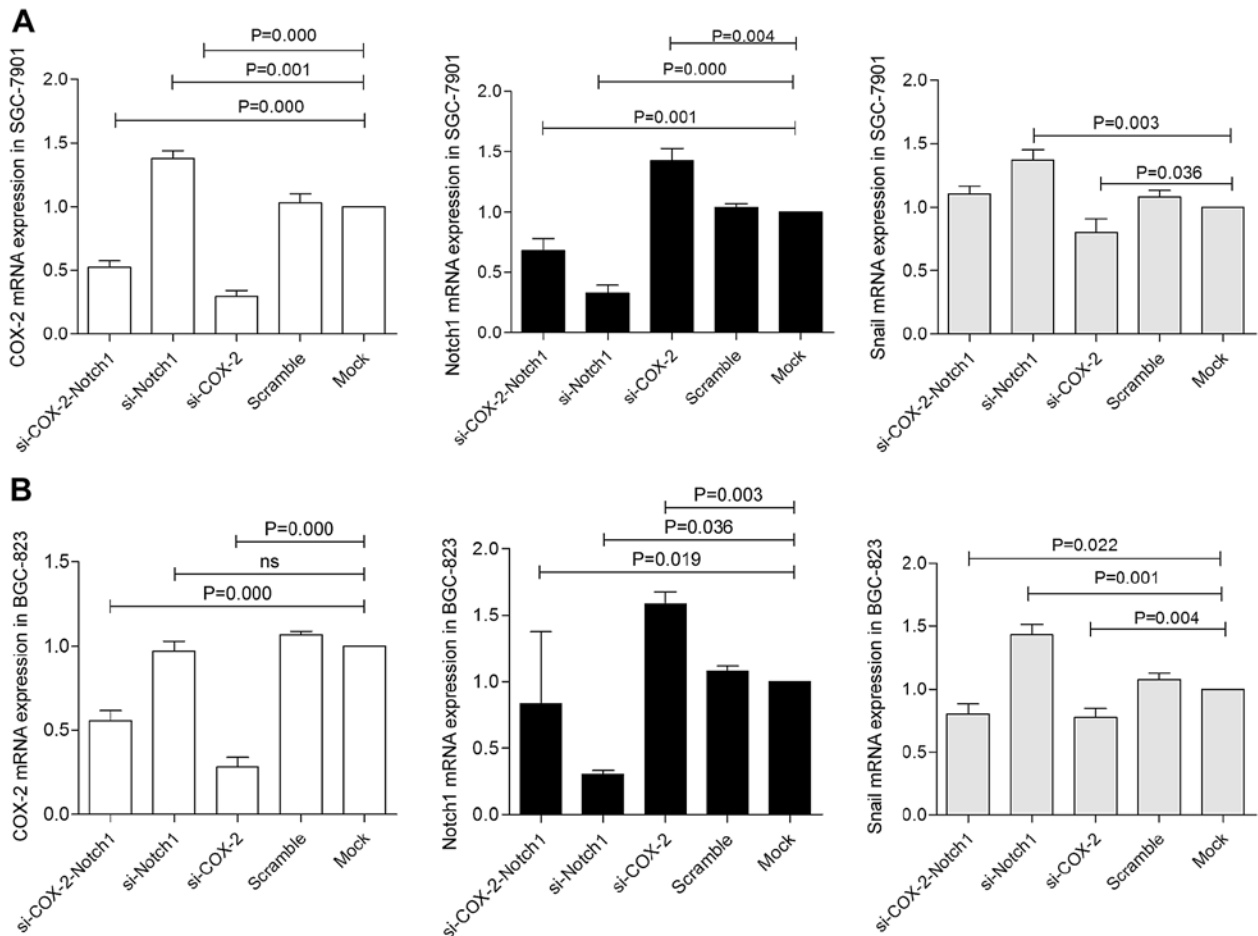 A
COX-2 mRNA expression in SGC-7901
P=0.000
P=0.001
P=0.000
2.0
1.5
1.0
0.5
0.0
si-COX-2-Notch1
si-Notch1
si-COX-2
Scramble
Mock
Notch1 mRNA expression in SGC-7901
P=0.004
P=0.000
P=0.001
2.0
1.5
1.0
0.5
0.0
si-COX-2-Notch1
si-Notch1
si-COX-2
Scramble
Mock
Snail mRNA expression in SGC-7901
P=0.003
P=0.036
2.0
1.5
1.0
0.5
0.0
si-COX-2-Notch1
si-Notch1
si-COX-2
Scramble
Mock
B
COX-2 mRNA expression in BGC-823
P=0.000
ns
P=0.000
1.5
1.0
0.5
0.0
si-COX-2-Notch1
si-Notch1
si-COX-2
Scramble
Mock
Notch1 mRNA expression in BGC-823
P=0.003
P=0.036
P=0.019
2.0
1.5
1.0
0.5
0.0
si-COX-2-Notch1
si-Notch1
si-COX-2
Scramble
Mock
Snail mRNA expression in BGC-823
P=0.022
P=0.001
P=0.004
2.0
1.5
1.0
0.5
0.0
si-COX-2-Notch1
si-Notch1
si-COX-2
Scramble
Mock